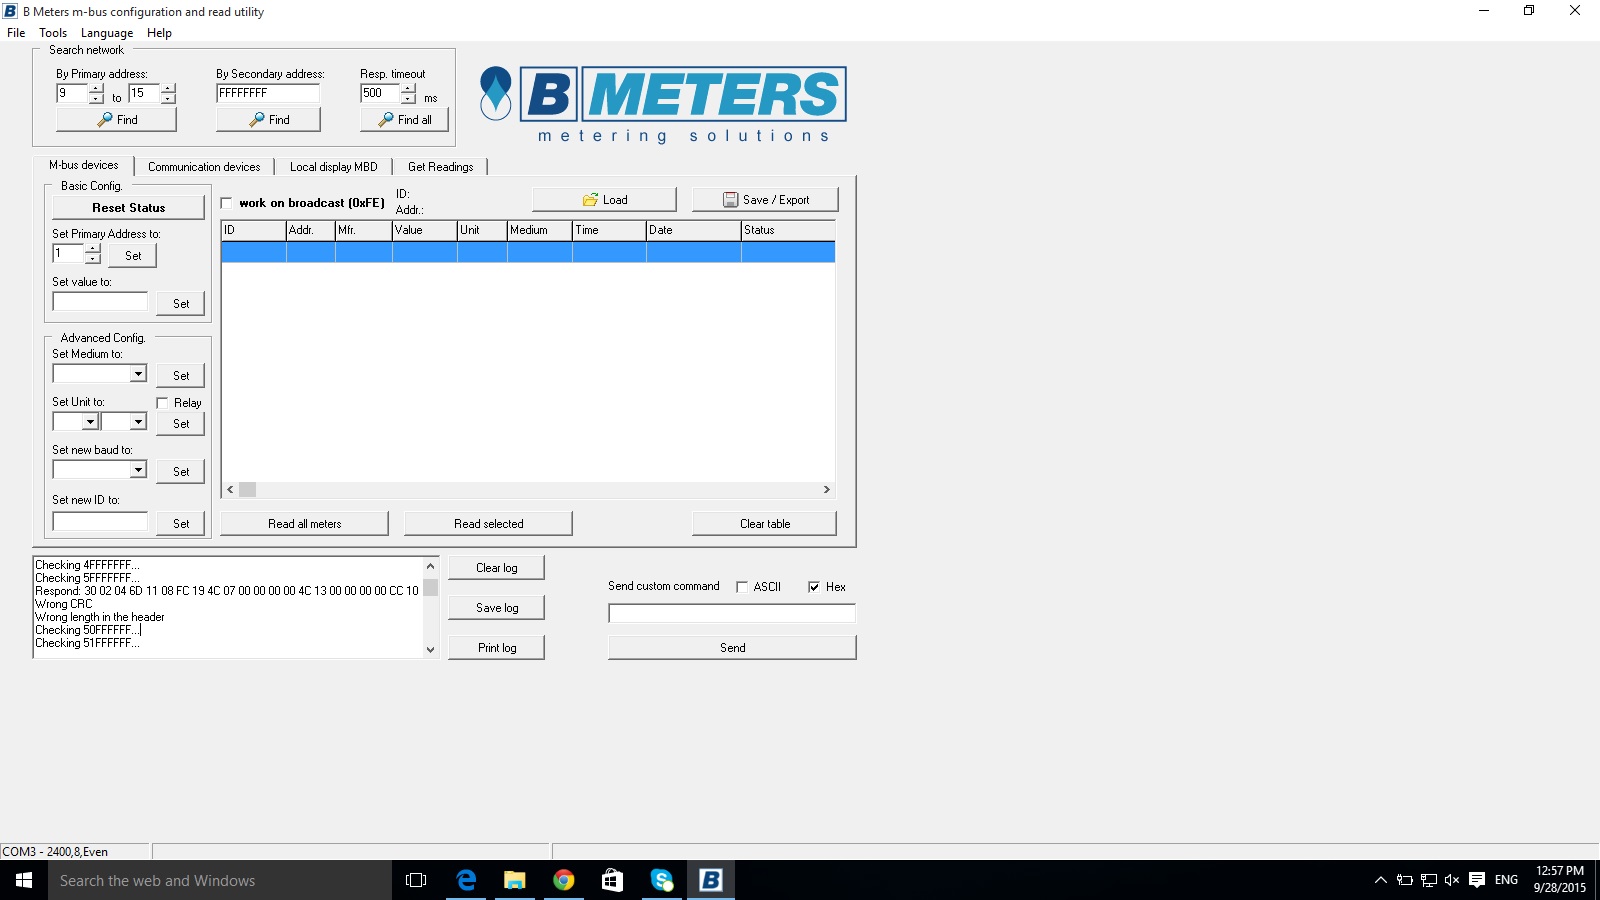 B Meters m-bus configuration and read utility
File Tools Language Help
Search network
By Primary address: By Secondary address: Resp. timeout
9 to 15 FFFFFFFF 500 ms
Find Find Find all
B METERS
metering solutions
M-bus devices Communication devices Local display MBD Get Readings
Basic Config.
Reset Status
Set Primary Address to:
1 Set
Set value to:
Set
Advanced Config.
Set Medium to:
Set
Set Unit to: Relay
Set
Set new baud to:
Set
Set new ID to:
Set
work on broadcast (0xFE) ID:
Addr.:
Load Save / Export
ID Addr. Mfr. Value Unit Medium Time Date Status
Read all meters Read selected Clear table
Checking 4FFFFFFF...
Checking 5FFFFFFF...
Respond: 30 02 04 6D 11 08 FC 19 4C 07 00 00 00 00 4C 13 00 00 00 00 CC 10
Wrong CRC
Wrong length in the header
Checking 50FFFFFF...
Checking 51FFFFFF...
Clear log
Save log
Print log
Send custom command ASCII Hex
Send
COM3 - 2400,8,Even
Search the web and Windows
ENG
12:57 PM
9/28/2015